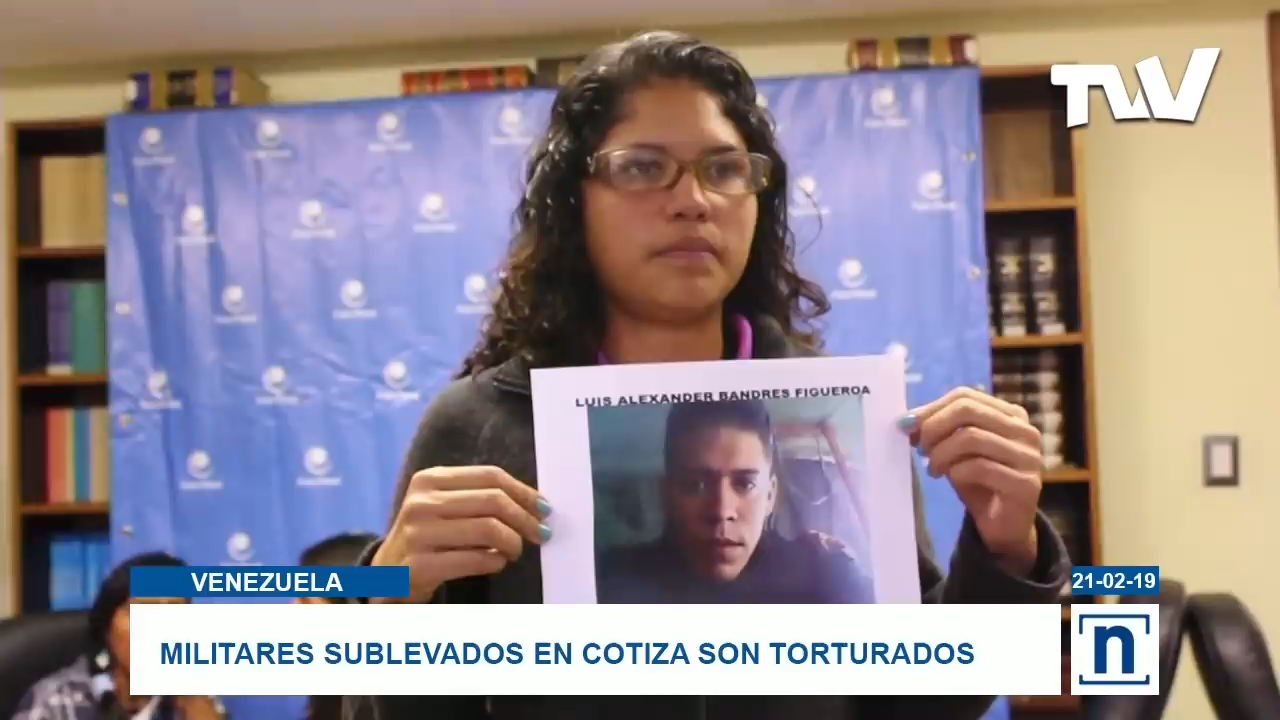 TVV
LUIS ALEXANDER BANDRES FIGUEROA
VENEZUELA
21-02-19
MILITARES SUBLEVADOS EN COTIZA SON TORTURADOS
n